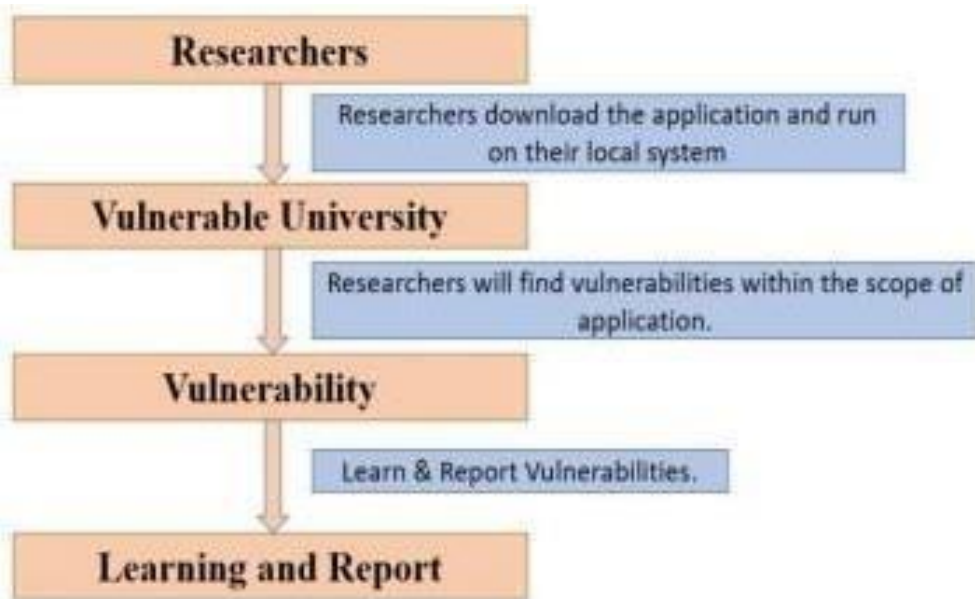 Researchers
Researchers download the application and run
on their local system
Vulnerable University
Researchers will find vulnerabilities within the scope of
application.
Vulnerability
Learn & Report Vulnerabilities.
Learning and Report